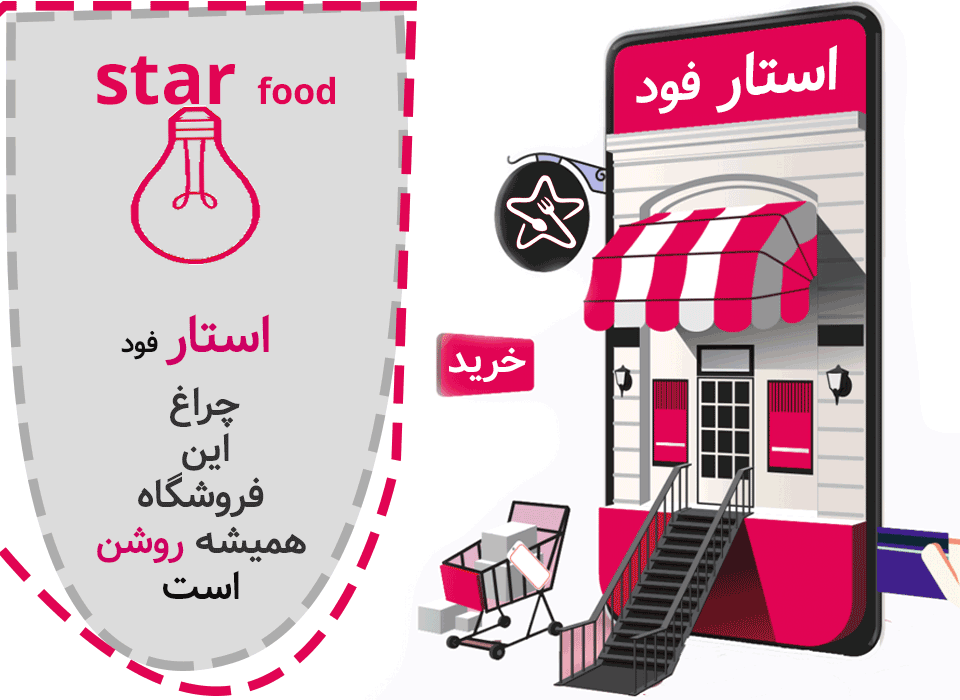 star food
استار فود
چراغ
این
فروشگاه
همیشه روشن
است
استار فود
خرید